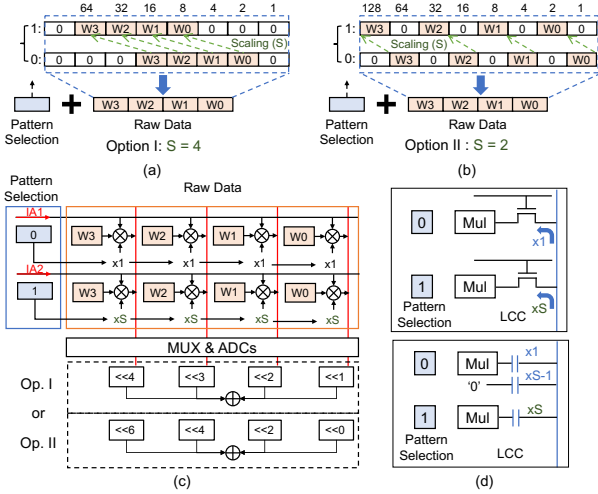 64 32 16 8 4 2 1
1: 0 W3 W2 W1 W0 0 0 0
Scaling (S)
0: 0 0 0 W3 W2 W1 W0 0
W3 W2 W1 W0
Pattern
Selection
Raw Data
Option I: S = 4
(a)
128 64 32 16 8 4 2 1
1: W3 0 W2 0 W1 0 W2 0
Scaling (S)
0: 0 W3 0 W2 0 W1 0 W0
W3 W2 W1 W0
Pattern
Selection
Raw Data
Option II : S = 2
(b)
Pattern
Selection
Raw Data
IA1
0 W3 W2 W1 W0
x1 x1 x1
IA2
1 W3 W2 W1 W0
xS xS xS
MUX & ADCs
Op. I
<<4 <<3 <<2 <<1
or
Op. II
<<6 <<4 <<2 <<0
(c)
0 Mul
x1
1 Mul
xS
Pattern
Selection
LCC
0 Mul x1
'0' xS-1
1 Mul xS
Pattern
Selection
LCC
(d)